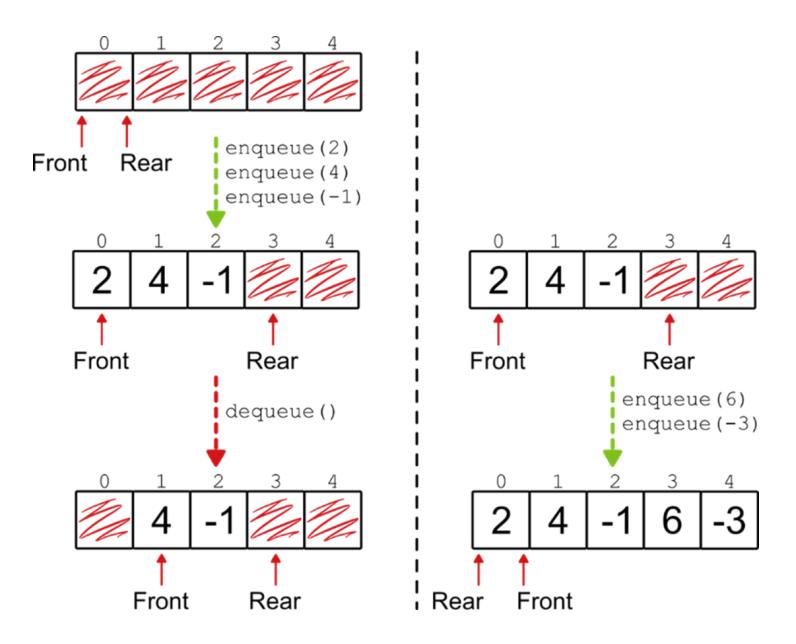 0 1 2 3 4
Front Rear
enqueue(2)
enqueue(4)
enqueue(-1)
0 1 2 3 4
2 4 -1
Front Rear
dequeue()
0 1 2 3 4
4 -1
Front Rear
0 1 2 3 4
2 4 -1
Front Rear
enqueue(6)
enqueue(-3)
0 1 2 3 4
2 4 -1 6 -3
Rear Front